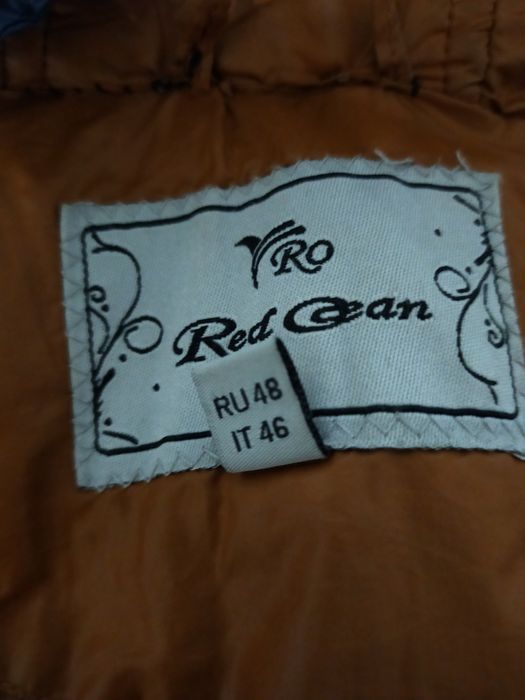 RO
Red Ocean
RU 48
IT 46